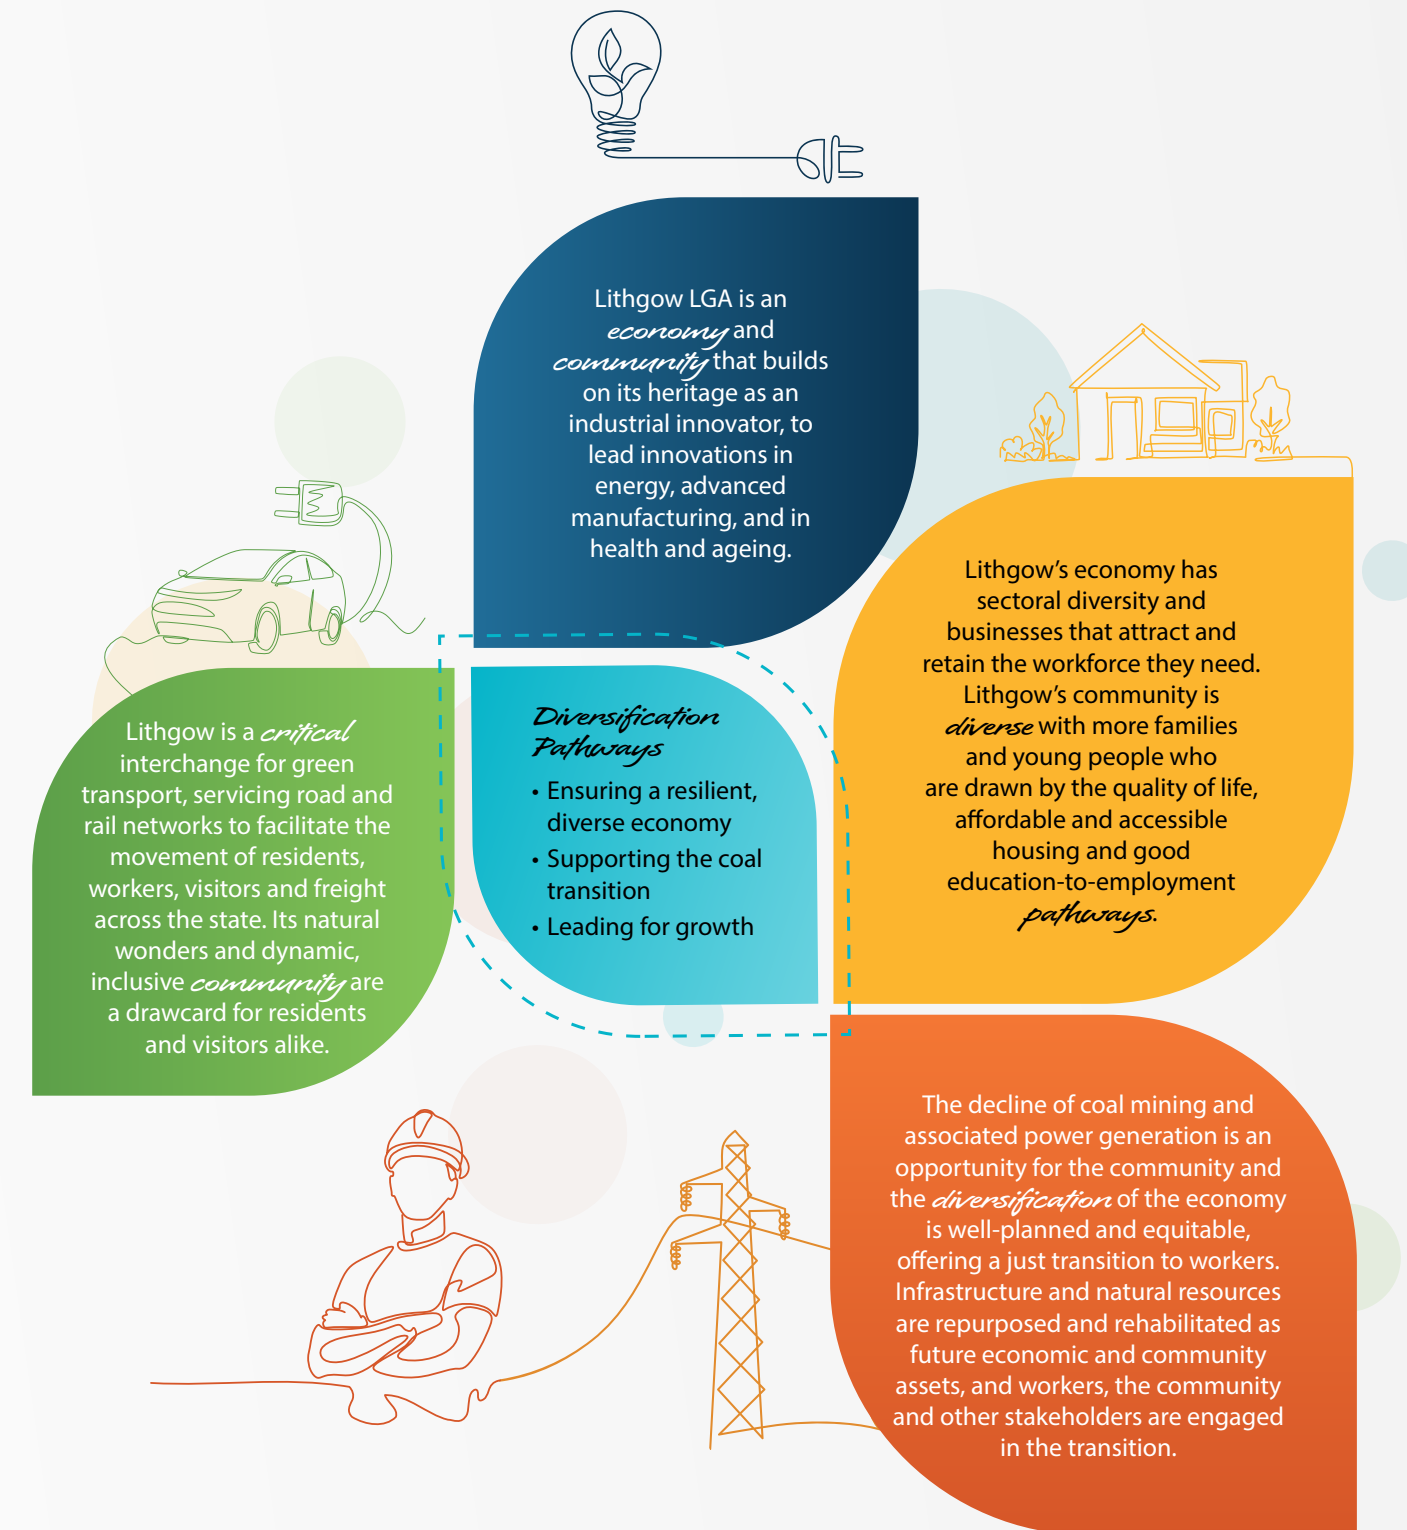 Lithgow LGA is an
economy and
community that builds
on its heritage as an
industrial innovator, to
lead innovations in
energy, advanced
manufacturing, and in
health and ageing.
Lithgow's economy has
sectoral diversity and
businesses that attract and
retain the workforce they need.
Lithgow's community is
diverse with more families
and young people who
are drawn by the quality of life,
affordable and accessible
housing and good
education-to-employment
pathways.
Lithgow is a critical
interchange for green
transport, servicing road and
rail networks to facilitate the
movement of residents,
workers, visitors and freight
across the state. Its natural
wonders and dynamic,
inclusive community are
a drawcard for residents
and visitors alike.
Diversification
Pathways
• Ensuring a resilient,
diverse economy
• Supporting the coal
transition
• Leading for growth
The decline of coal mining and
associated power generation is an
opportunity for the community and
the diversification of the economy
is well-planned and equitable,
offering a just transition to workers.
Infrastructure and natural resources
are repurposed and rehabilitated as
future economic and community
assets, and workers, the community
and other stakeholders are engaged
in the transition.